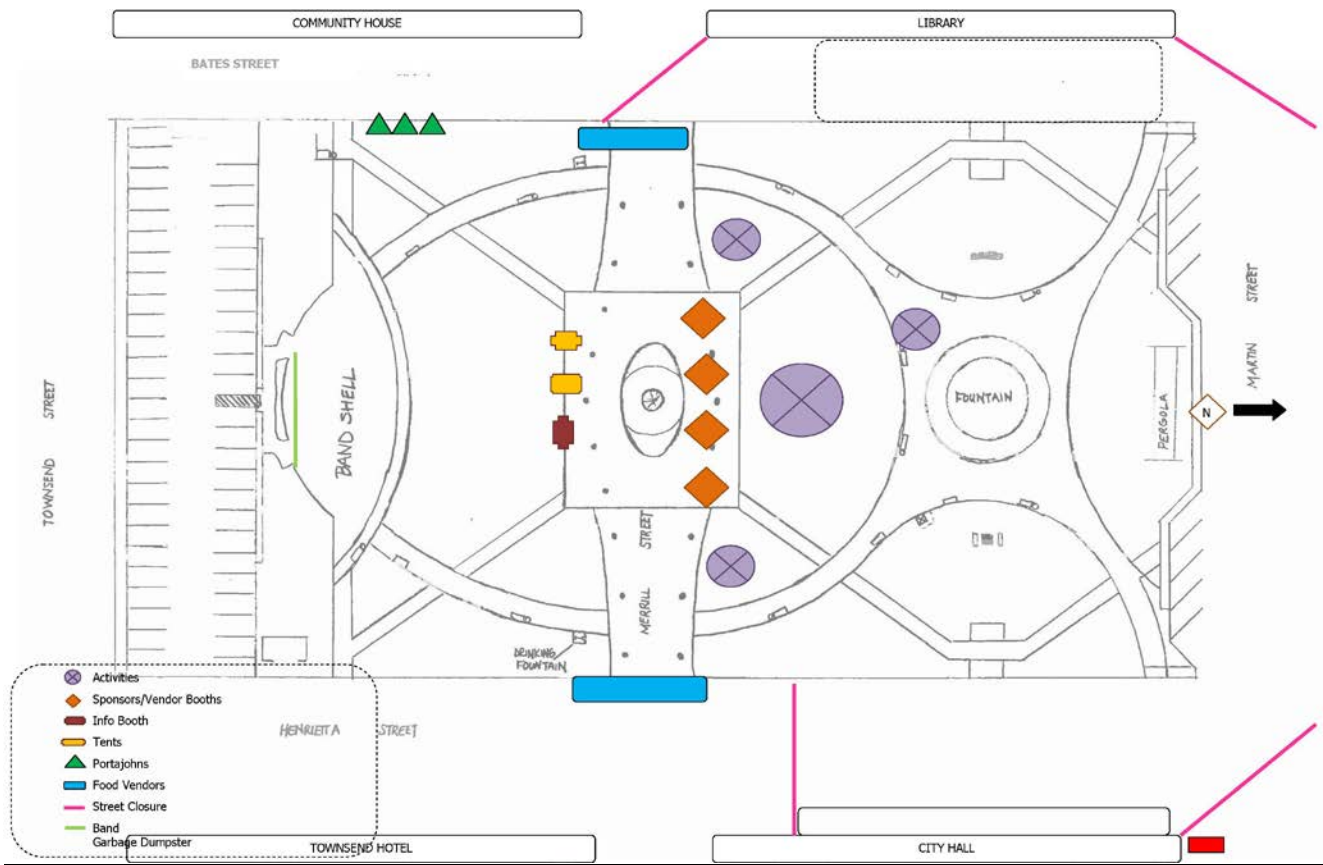 COMMUNITY HOUSE
LIBRARY
BATES STREET
TOWNSEND STREET
BAND SHELL
FOUNTAIN
PERGOLA
MARTIN STREET
N
MERRILL STREET
DRINKING
FOUNTAIN
HENRIETTA STREET
Activities
Sponsors/Vendor Booths
Info Booth
Tents
Portajohns
Food Vendors
Street Closure
Band
Garbage Dumpster
TOWNSEND HOTEL
CITY HALL